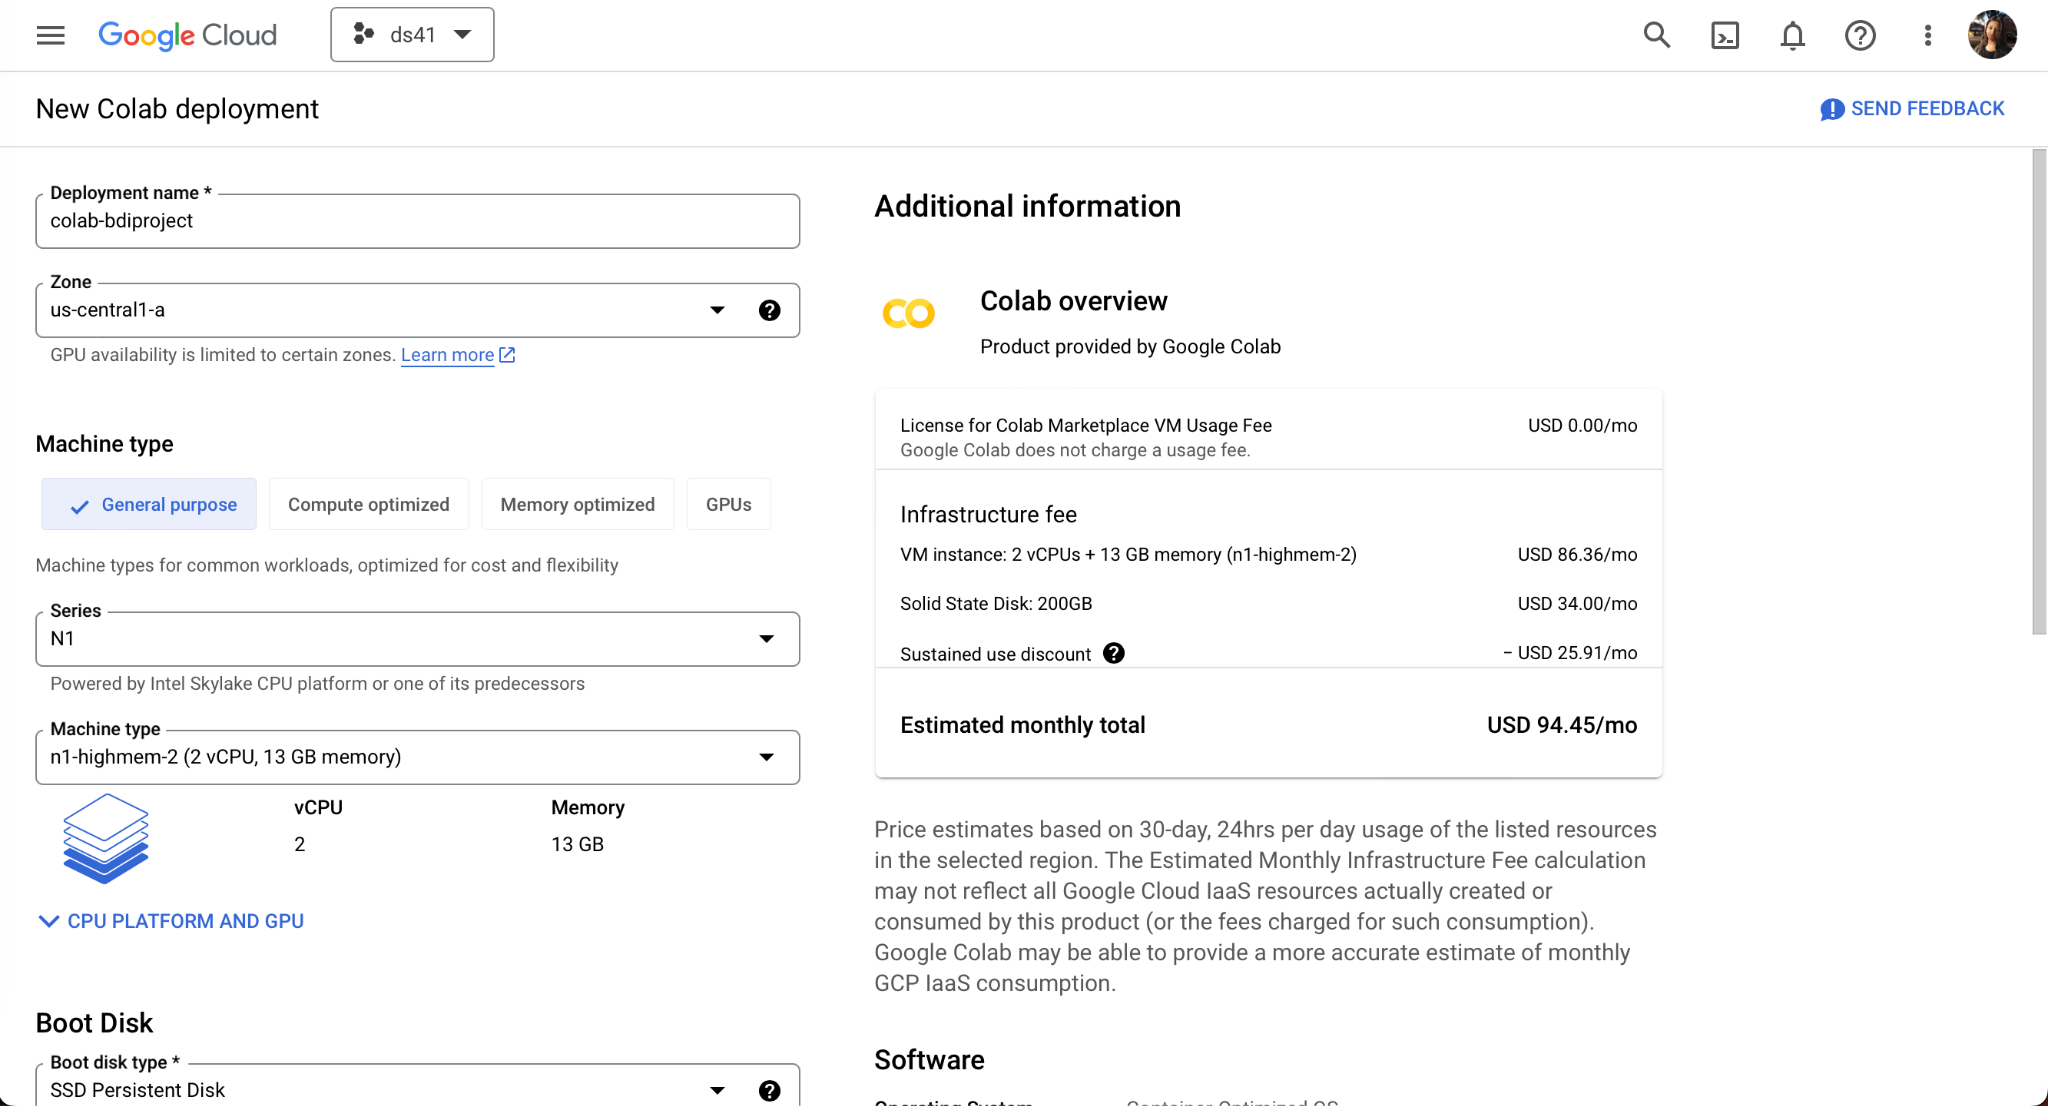 Google Cloud
ds41
New Colab deployment
SEND FEEDBACK
Deployment name *
colab-bdiproject
Zone
us-central1-a
GPU availability is limited to certain zones. Learn more
Machine type
General purpose
Compute optimized
Memory optimized
GPUs
Machine types for common workloads, optimized for cost and flexibility
Series
N1
Powered by Intel Skylake CPU platform or one of its predecessors
Machine type
n1-highmem-2 (2 vCPU, 13 GB memory)
vCPU Memory
2 13 GB
CPU PLATFORM AND GPU
Boot Disk
Boot disk type *
SSD Persistent Disk
Additional information
CO
Colab overview
Product provided by Google Colab
License for Colab Marketplace VM Usage Fee USD 0.00/mo
Google Colab does not charge a usage fee.
Infrastructure fee
VM instance: 2 vCPUs + 13 GB memory (n1-highmem-2) USD 86.36/mo
Solid State Disk: 200GB USD 34.00/mo
Sustained use discount − USD 25.91/mo
Estimated monthly total USD 94.45/mo
Price estimates based on 30-day, 24hrs per day usage of the listed resources
in the selected region. The Estimated Monthly Infrastructure Fee calculation
may not reflect all Google Cloud IaaS resources actually created or
consumed by this product (or the fees charged for such consumption).
Google Colab may be able to provide a more accurate estimate of monthly
GCP IaaS consumption.
Software
Operating System Container Optimized OS